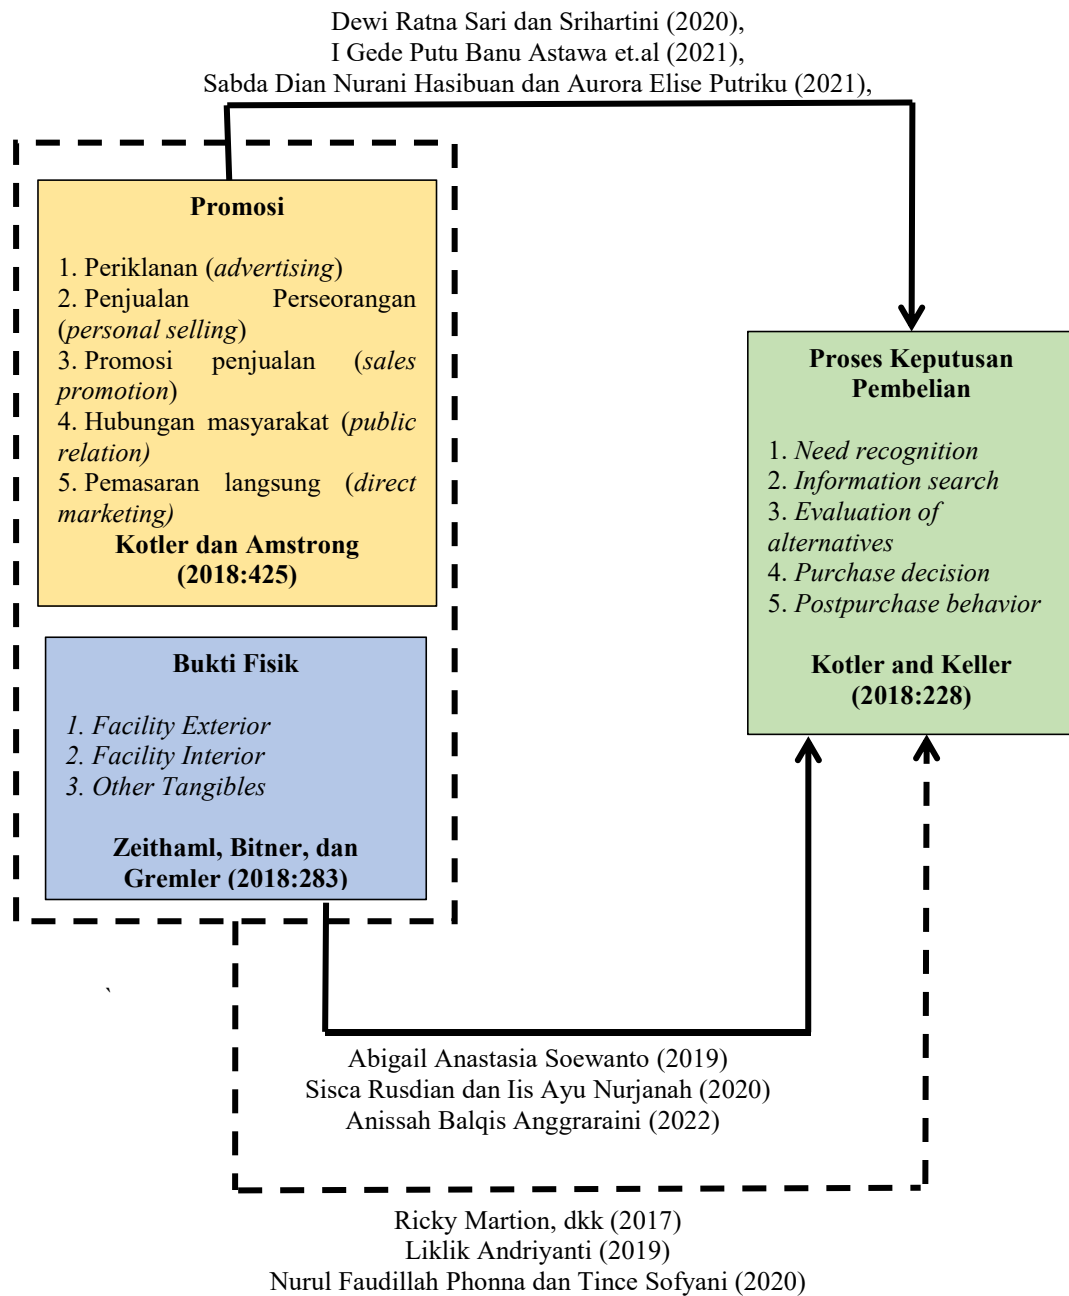 Dewi Ratna Sari dan Srihartini (2020),
I Gede Putu Banu Astawa et.al (2021),
Sabda Dian Nurani Hasibuan dan Aurora Elise Putriku (2021),
Promosi
1. Periklanan (advertising)
2. Penjualan Perseorangan
(personal selling)
3. Promosi penjualan (sales
promotion)
4. Hubungan masyarakat (public
relation)
5. Pemasaran langsung (direct
marketing)
Kotler dan Amstrong
(2018:425)
Bukti Fisik
1. Facility Exterior
2. Facility Interior
3. Other Tangibles
Zeithaml, Bitner, dan
Gremler (2018:283)
Proses Keputusan
Pembelian
1. Need recognition
2. Information search
3. Evaluation of
alternatives
4. Purchase decision
5. Postpurchase behavior
Kotler and Keller
(2018:228)
`
Abigail Anastasia Soewanto (2019)
Sisca Rusdian dan Iis Ayu Nurjanah (2020)
Anissah Balqis Anggraraini (2022)
Ricky Martion, dkk (2017)
Liklik Andriyanti (2019)
Nurul Faudillah Phonna dan Tince Sofyani (2020)